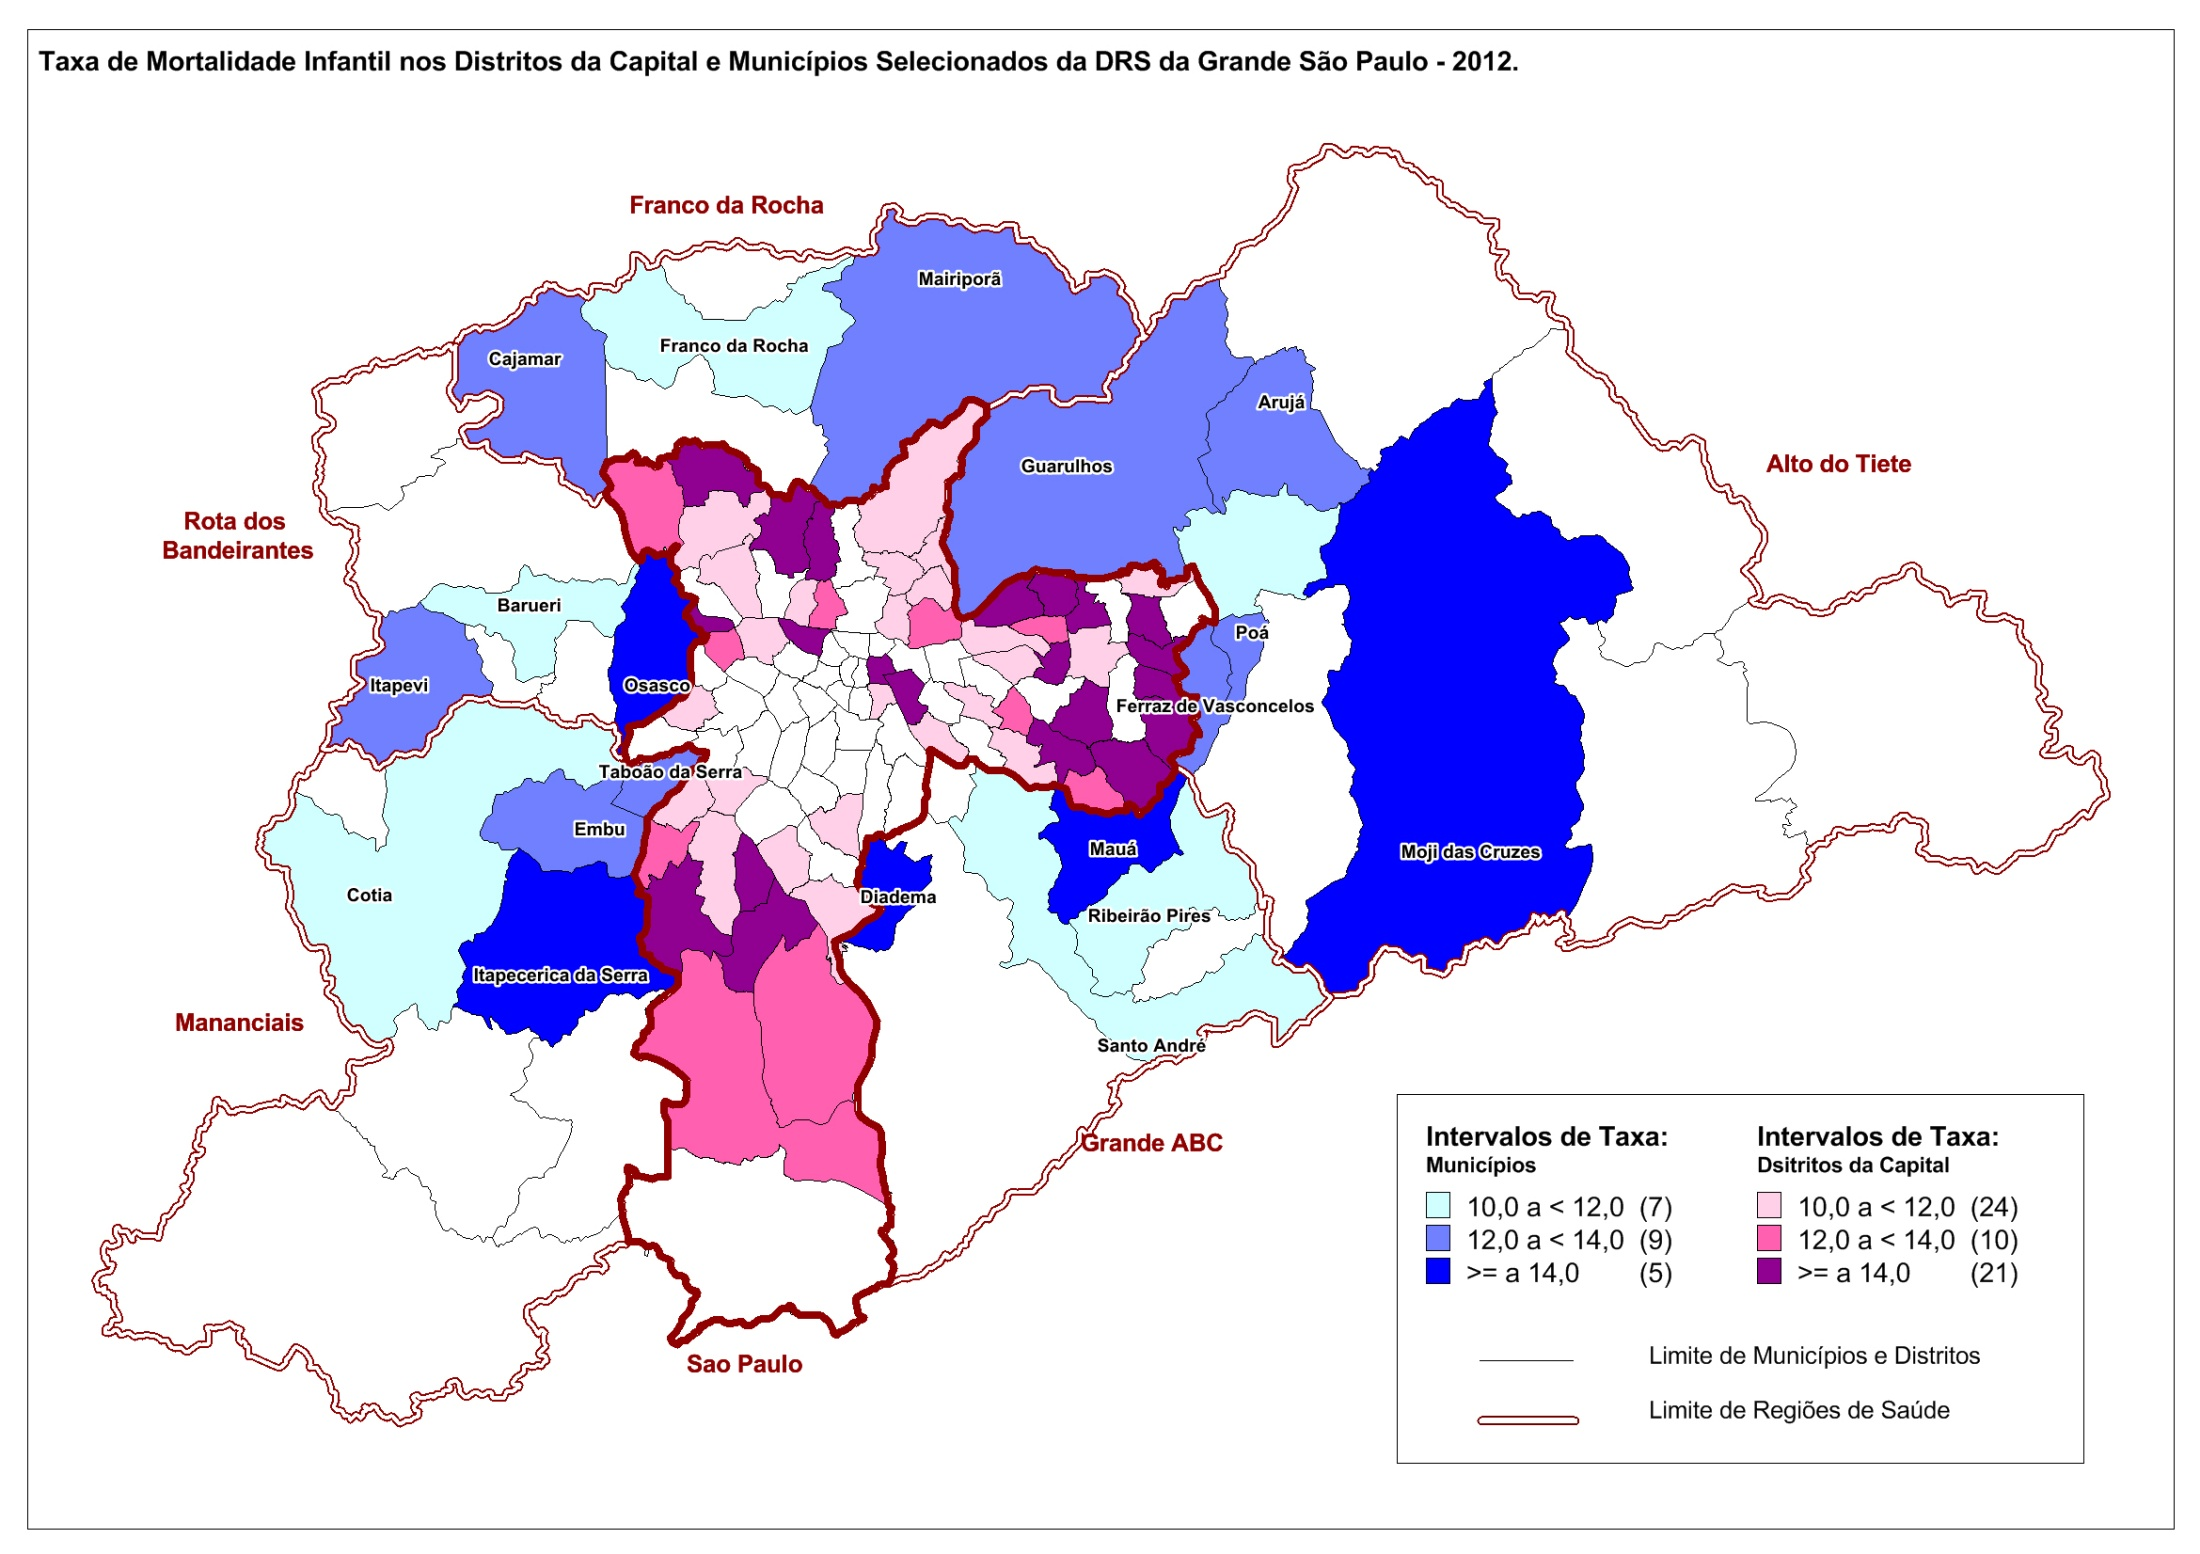 Taxa de Mortalidade Infantil nos Distritos da Capital e Municípios Selecionados da DRS da Grande São Paulo - 2012.
Franco da Rocha
Mairiporã
Franco da Rocha
Cajamar
Arujá
Guarulhos
Alto do Tiete
Rota dos
Bandeirantes
Barueri
Poá
Itapevi
Osasco
Ferraz de Vasconcelos
Taboão da Serra
Embu
Mauá
Moji das Cruzes
Cotia
Diadema
Ribeirão Pires
Itapecerica da Serra
Mananciais
Santo André
Grande ABC
Sao Paulo
Intervalos de Taxa:
Municípios
10,0 a < 12,0 (7)
12,0 a < 14,0 (9)
>= a 14,0 (5)
Intervalos de Taxa:
Dsitritos da Capital
10,0 a < 12,0 (24)
12,0 a < 14,0 (10)
>= a 14,0 (21)
Limite de Municípios e Distritos
Limite de Regiões de Saúde